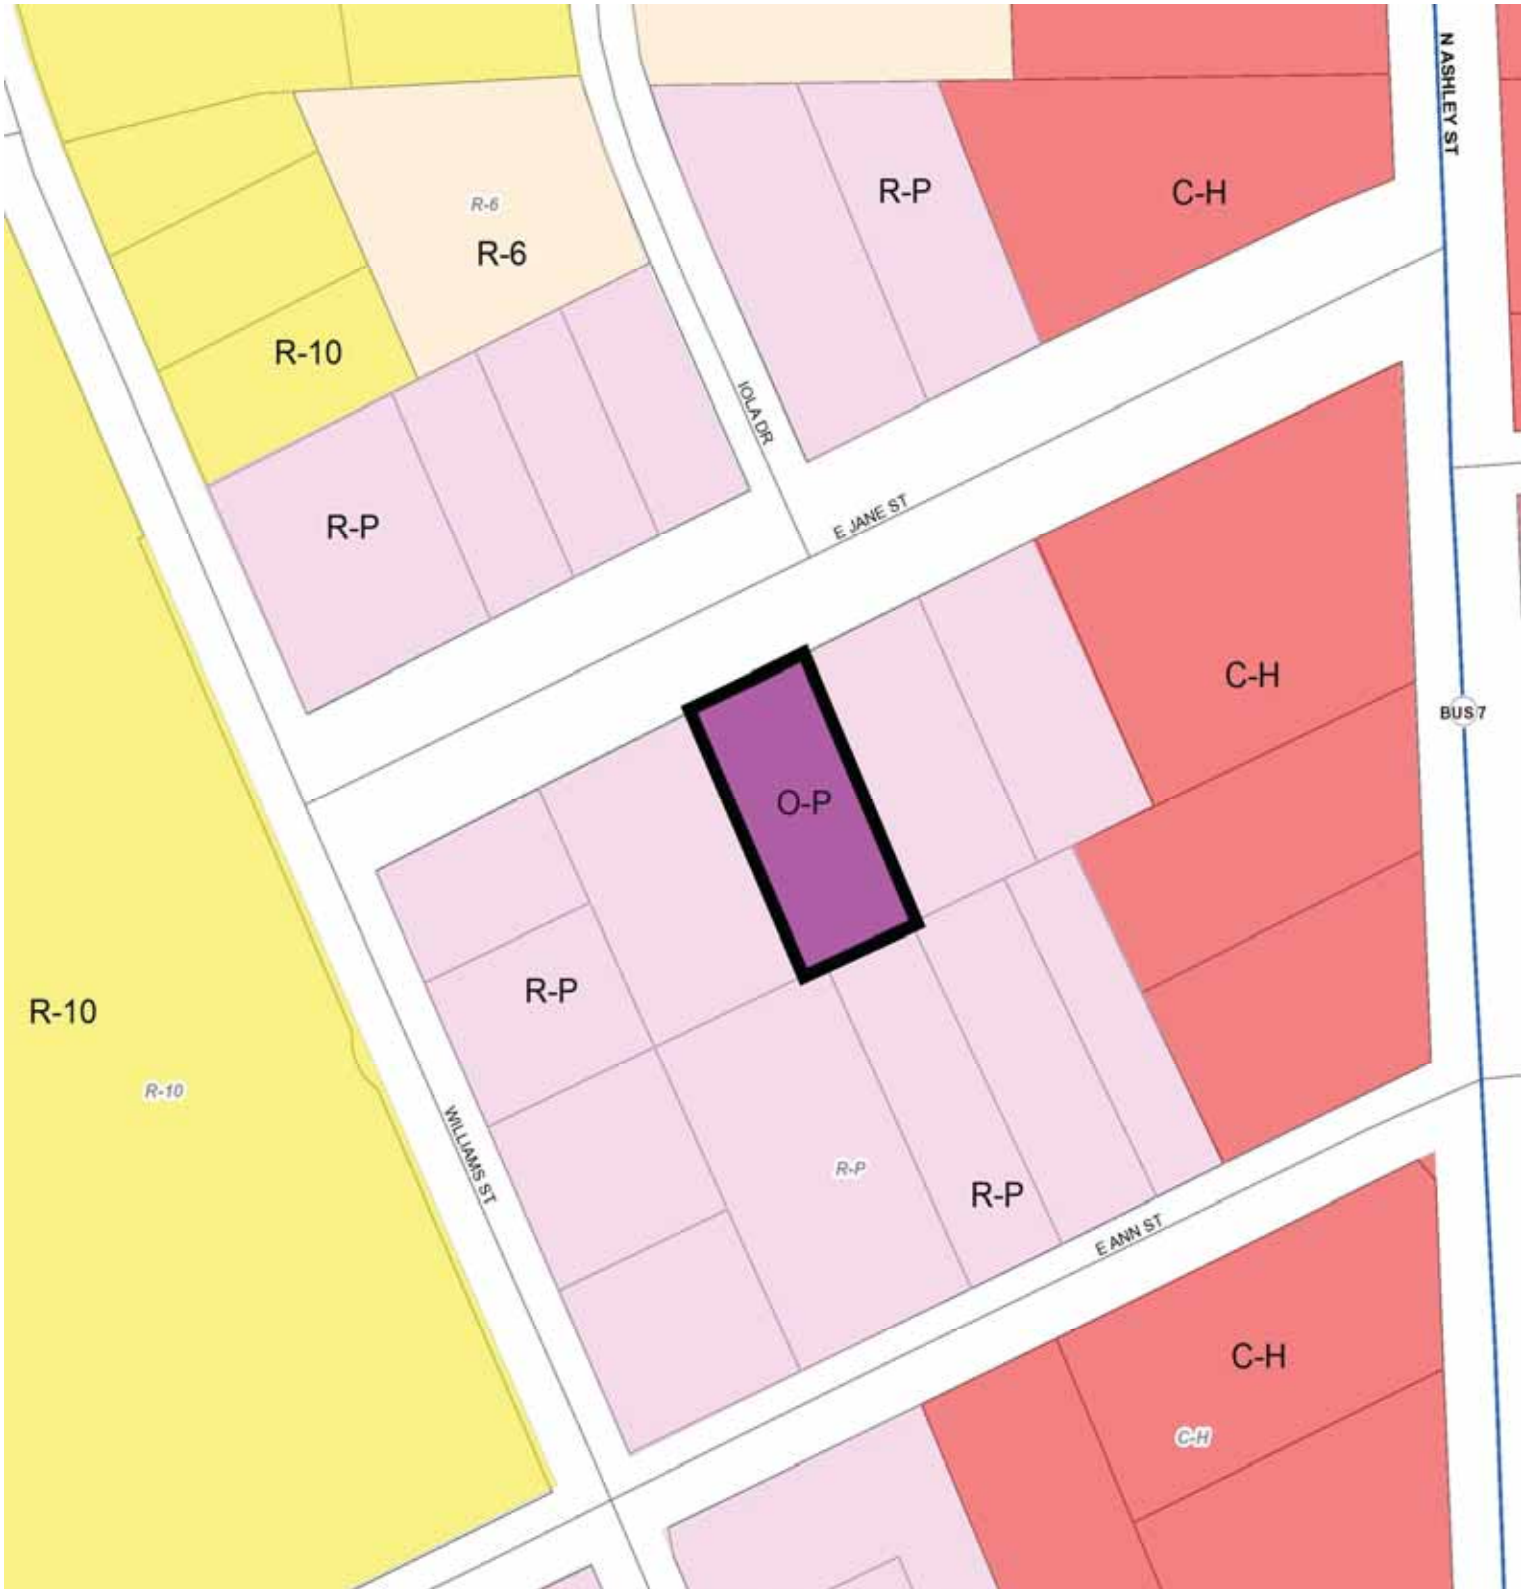 N ASHLEY ST
R-P
C-H
R-6
R-6
R-10
IOLA DR
E JANE ST
R-P
C-H
BUS 7
O-P
R-P
R-10
R-10
WILLIAMS ST
R-P
R-P
E ANN ST
C-H
C-H